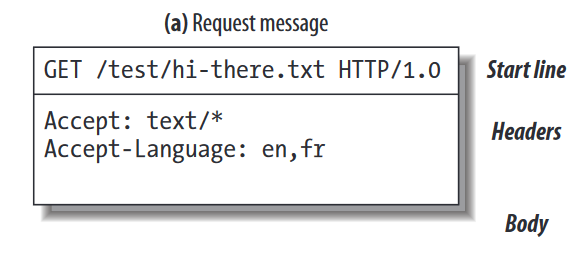 (a) Request message
GET /test/hi-there.txt HTTP/1.0
Start line
Accept: text/*
Accept-Language: en,fr
Headers
Body